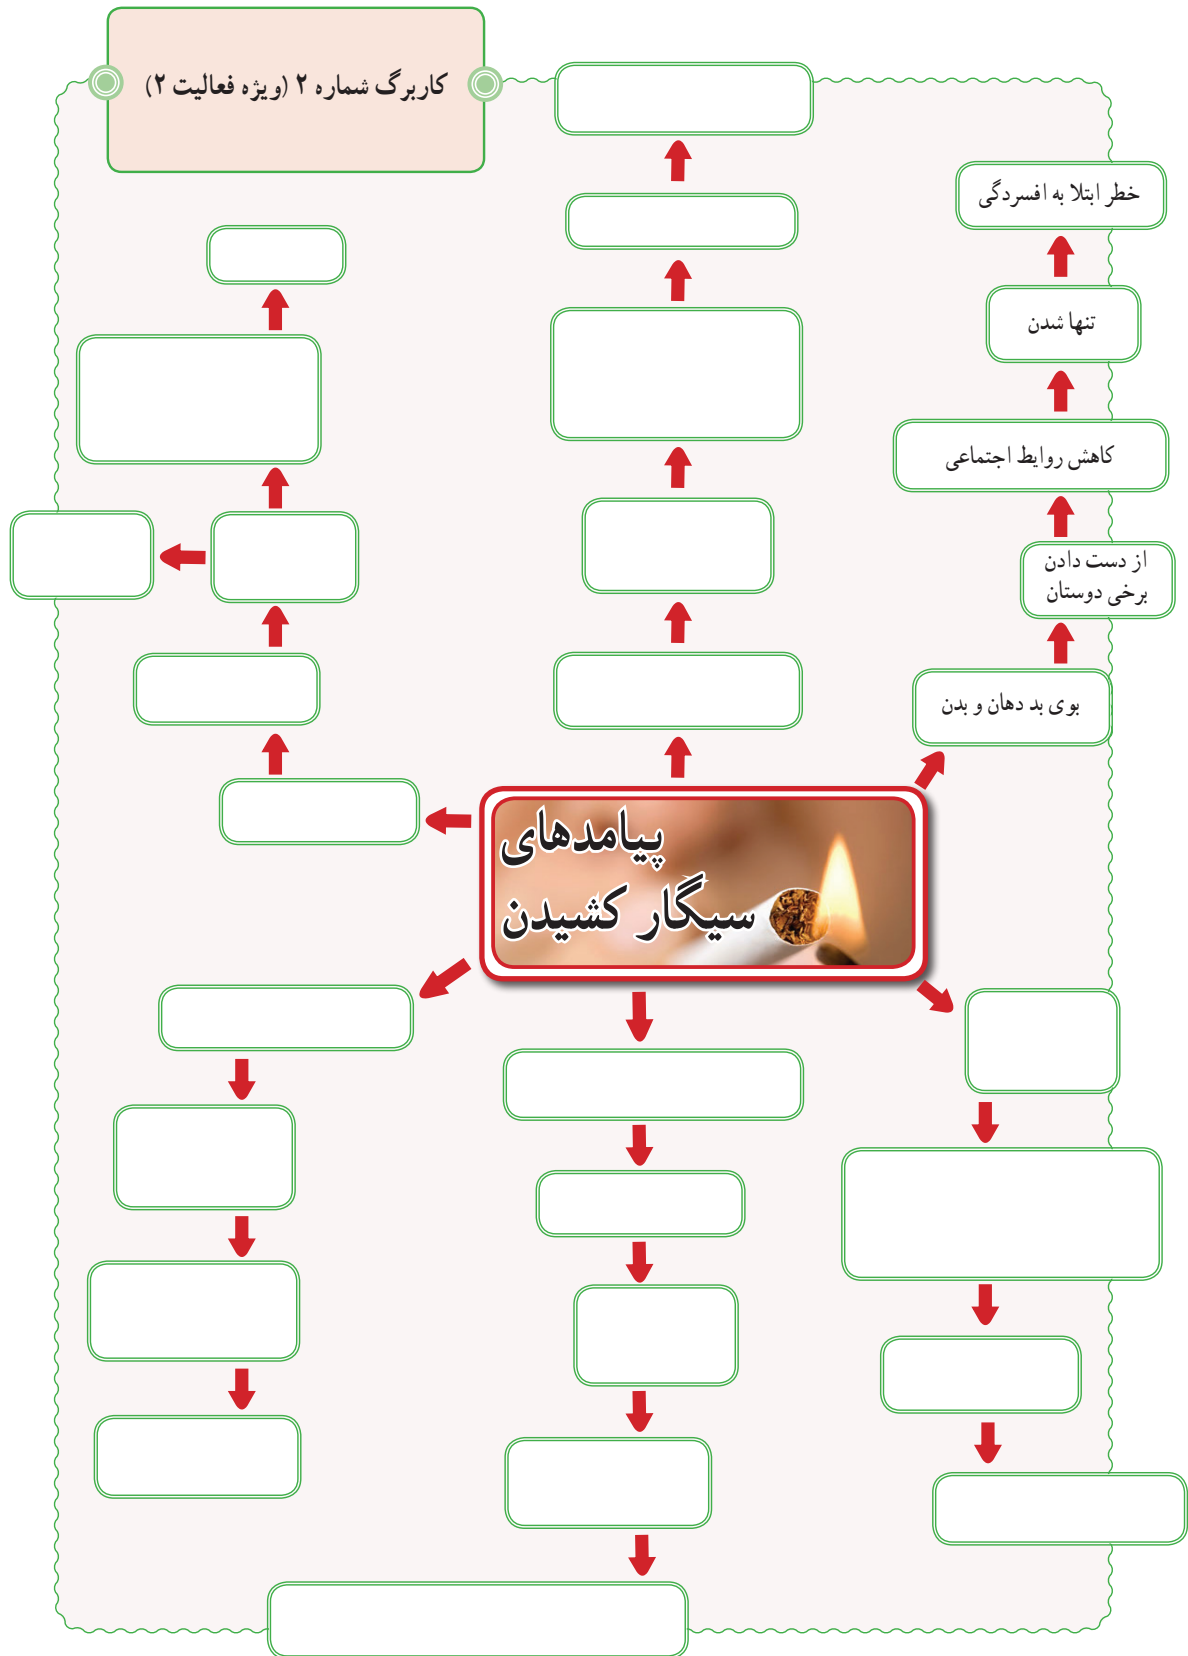 کاربرگ شماره ۲ (ویژه فعالیت ۲)
خطر ابتلا به افسردگی
تنها شدن
کاهش روابط اجتماعی
از دست دادن
برخی دوستان
بوی بد دهان و بدن
پیامدهای
سیگار کشیدن